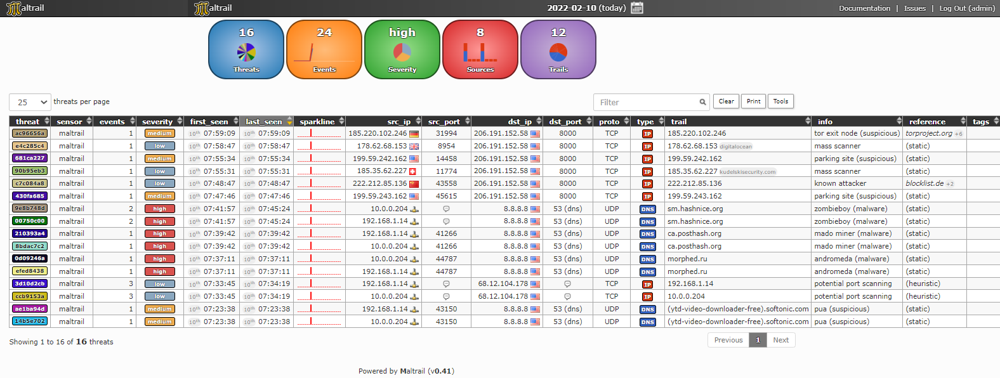 altrail altrail 2022-02-10 (today) Documentation | Issues | Log Out (admin)
16 24 high 8 12
Threats Events Severity Sources Trails
25 threats per page Filter Clear Print Tools
threat sensor events severity first_seen last_seen sparkline src_ip src_port dst_ip dst_port proto type trail info reference tags
ac96656a maltrail 1 medium 10th 07:59:09 10th 07:59:09 185.220.102.246 31994 206.191.152.58 8000 TCP IP 185.220.102.246 tor exit node (suspicious) torproject.org +6
e4c285c4 maltrail 1 low 10th 07:58:47 10th 07:58:47 178.62.68.153 8954 206.191.152.58 8000 TCP IP 178.62.68.153 digitalocean mass scanner (static)
681ca227 maltrail 1 medium 10th 07:55:34 10th 07:55:34 199.59.242.162 14458 206.191.152.58 8000 TCP IP 199.59.242.162 parking site (suspicious) (static)
90b95eb3 maltrail 1 low 10th 07:55:31 10th 07:55:31 185.35.62.227 11774 206.191.152.58 8000 TCP IP 185.35.62.227 kudelskisecurity.com mass scanner (static)
c7c084a8 maltrail 1 low 10th 07:48:47 10th 07:48:47 222.212.85.136 43558 206.191.152.58 8000 TCP IP 222.212.85.136 known attacker blocklist.de +2
430fa685 maltrail 1 medium 10th 07:47:46 10th 07:47:46 199.59.243.162 45615 206.191.152.58 8000 TCP IP 199.59.243.162 parking site (suspicious) (static)
9e8b748d maltrail 2 high 10th 07:41:57 10th 07:45:24 10.0.0.204 8.8.8.8 53 (dns) UDP DNS sm.hashnice.org zombieboy (malware) (static)
00750c00 maltrail 2 high 10th 07:41:57 10th 07:45:24 192.168.1.14 8.8.8.8 53 (dns) UDP DNS sm.hashnice.org zombieboy (malware) (static)
210393a4 maltrail 1 high 10th 07:39:42 10th 07:39:42 192.168.1.14 41266 8.8.8.8 53 (dns) UDP DNS ca.posthash.org mado miner (malware) (static)
8bdac7c2 maltrail 1 high 10th 07:39:42 10th 07:39:42 10.0.0.204 41266 8.8.8.8 53 (dns) UDP DNS ca.posthash.org mado miner (malware) (static)
0d09246a maltrail 1 high 10th 07:37:11 10th 07:37:11 10.0.0.204 44787 8.8.8.8 53 (dns) UDP DNS morphed.ru andromeda (malware) (static)
efed8438 maltrail 1 high 10th 07:37:11 10th 07:37:11 192.168.1.14 44787 8.8.8.8 53 (dns) UDP DNS morphed.ru andromeda (malware) (static)
3d10d2cb maltrail 3 low 10th 07:33:45 10th 07:34:19 192.168.1.14 68.12.104.178 TCP IP 192.168.1.14 potential port scanning (heuristic)
ccb9153a maltrail 3 low 10th 07:33:45 10th 07:34:19 10.0.0.204 68.12.104.178 TCP IP 10.0.0.204 potential port scanning (heuristic)
ae1ba94d maltrail 1 medium 10th 07:23:38 10th 07:23:38 192.168.1.14 43150 8.8.8.8 53 (dns) UDP DNS (ytd-video-downloader-free).softonic.com pua (suspicious) (static)
14b5e702 maltrail 1 medium 10th 07:23:38 10th 07:23:38 10.0.0.204 43150 8.8.8.8 53 (dns) UDP DNS (ytd-video-downloader-free).softonic.com pua (suspicious) (static)
Showing 1 to 16 of 16 threats Previous 1 Next
Powered by Maltrail (v0.41)